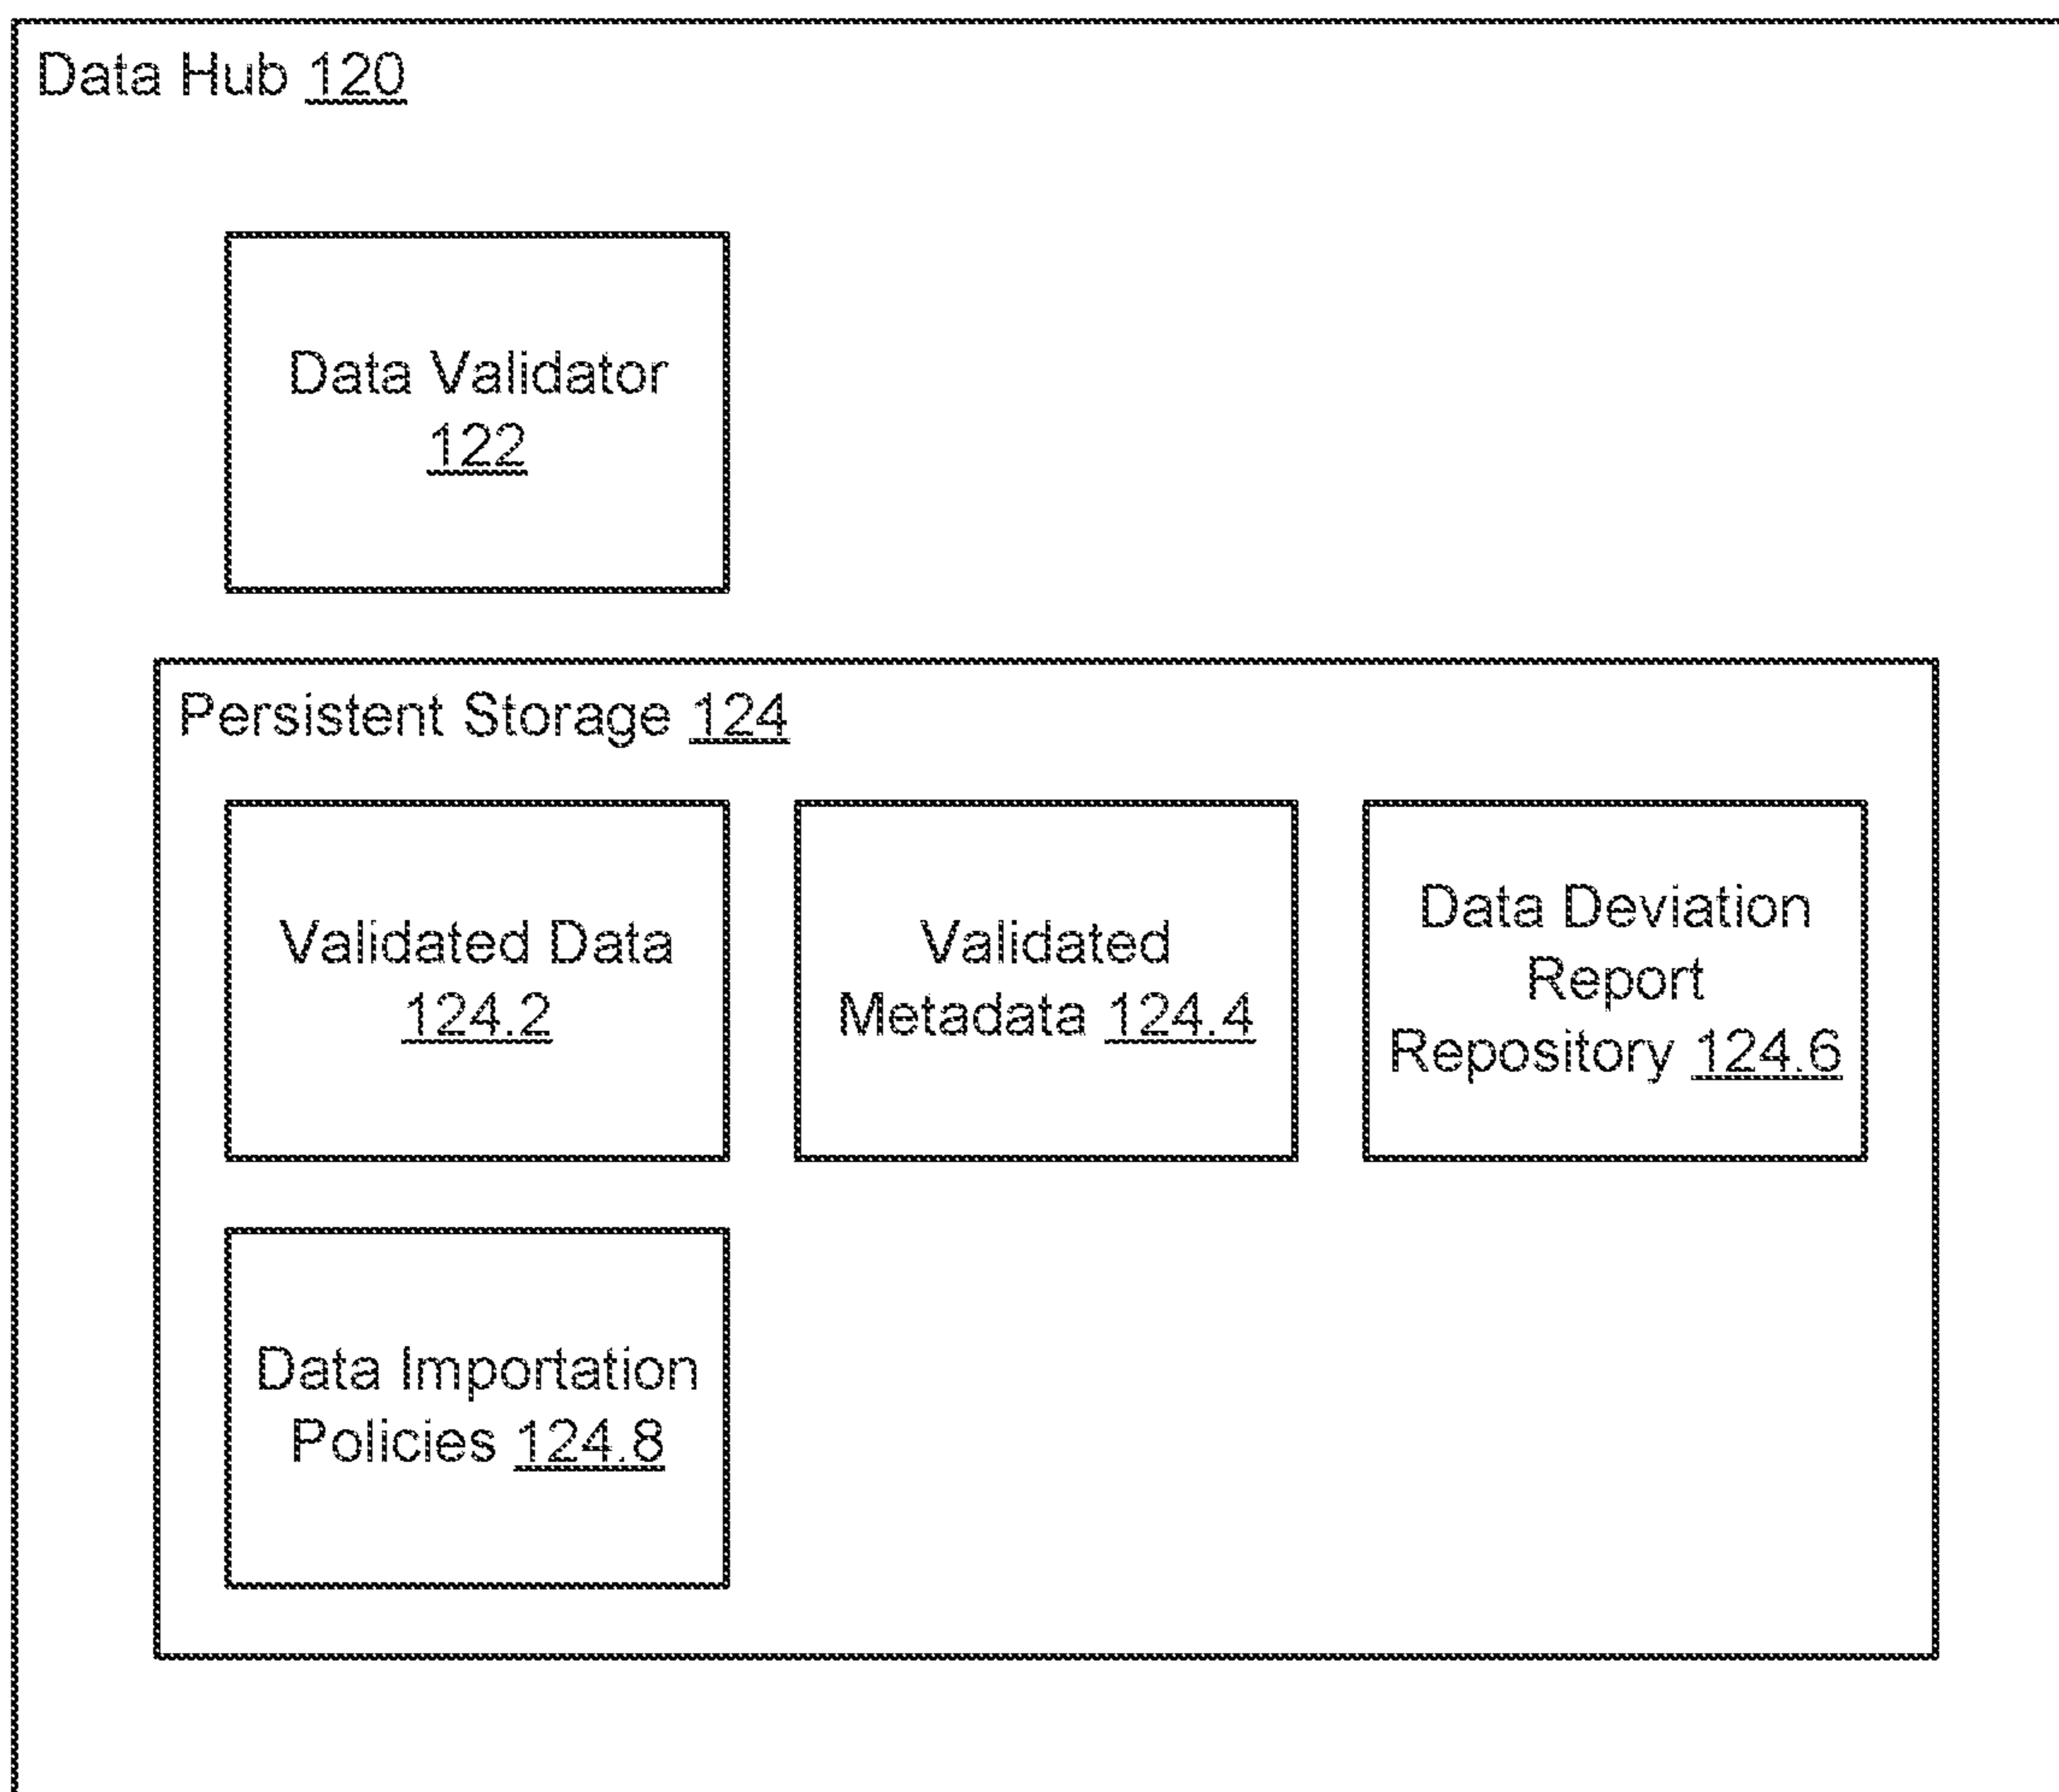 Data Hub 120
Data Validator
122
Persistent Storage 124
Validated Data
124.2
Validated
Metadata 124.4
Data Deviation
Report
Repository 124.6
Data Importation
Policies 124.8